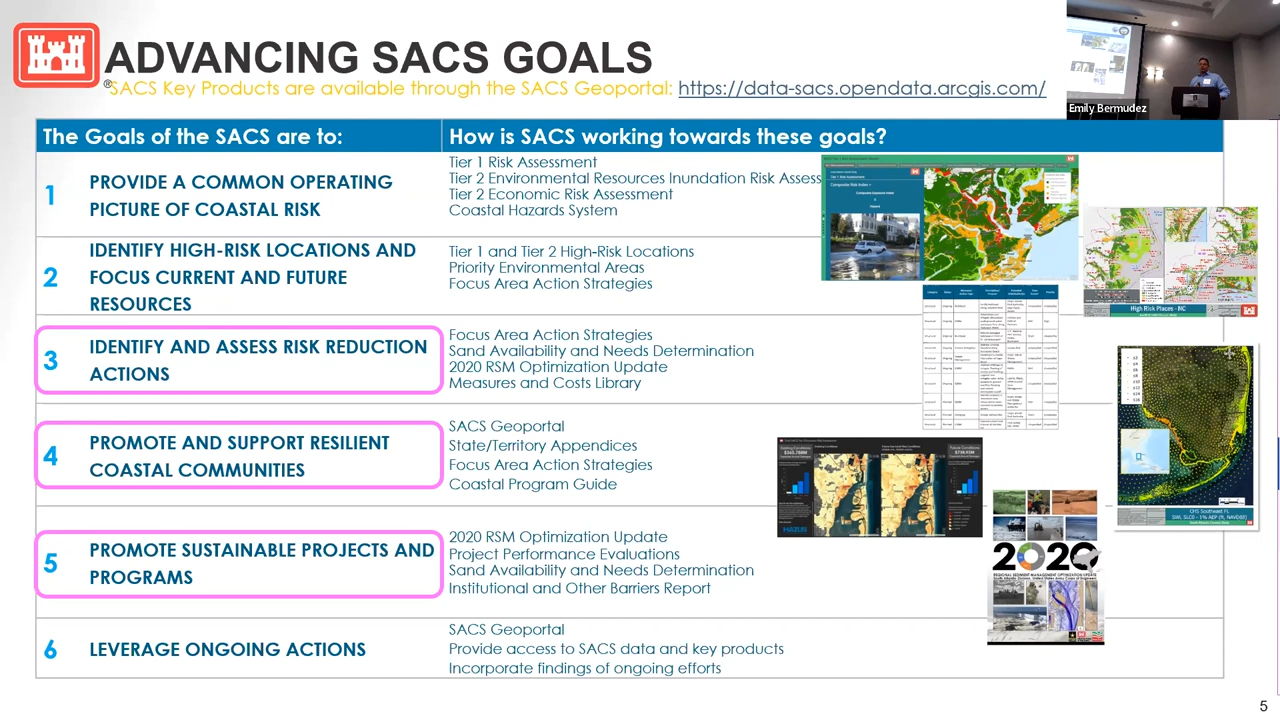 ADVANCING SACS GOALS
®
SACS Key Products are available through the SACS Geoportal: https://data-sacs.opendata.arcgis.com/
Emily Bermudez
The Goals of the SACS are to:
How is SACS working towards these goals?
1
PROVIDE A COMMON OPERATING
PICTURE OF COASTAL RISK
Tier 1 Risk Assessment
Tier 2 Environmental Resources Inundation Risk Assess
Tier 2 Economic Risk Assessment
Coastal Hazards System
2
IDENTIFY HIGH-RISK LOCATIONS AND
FOCUS CURRENT AND FUTURE
RESOURCES
Tier 1 and Tier 2 High-Risk Locations
Priority Environmental Areas
Focus Area Action Strategies
High Risk Places - NC
3
IDENTIFY AND ASSESS RISK REDUCTION
ACTIONS
Focus Area Action Strategies
Sand Availability and Needs Determination
2020 RSM Optimization Update
Measures and Costs Library
4
PROMOTE AND SUPPORT RESILIENT
COASTAL COMMUNITIES
SACS Geoportal
State/Territory Appendices
Focus Area Action Strategies
Coastal Program Guide
HAZUS
CHS Southeast FL
5
PROMOTE SUSTAINABLE PROJECTS AND
PROGRAMS
2020 RSM Optimization Update
Project Performance Evaluations
Sand Availability and Needs Determination
Institutional and Other Barriers Report
2020
REGIONAL SEDIMENT MANAGEMENT OPTIMIZATION UPDATE
6
LEVERAGE ONGOING ACTIONS
SACS Geoportal
Provide access to SACS data and key products
Incorporate findings of ongoing efforts
5